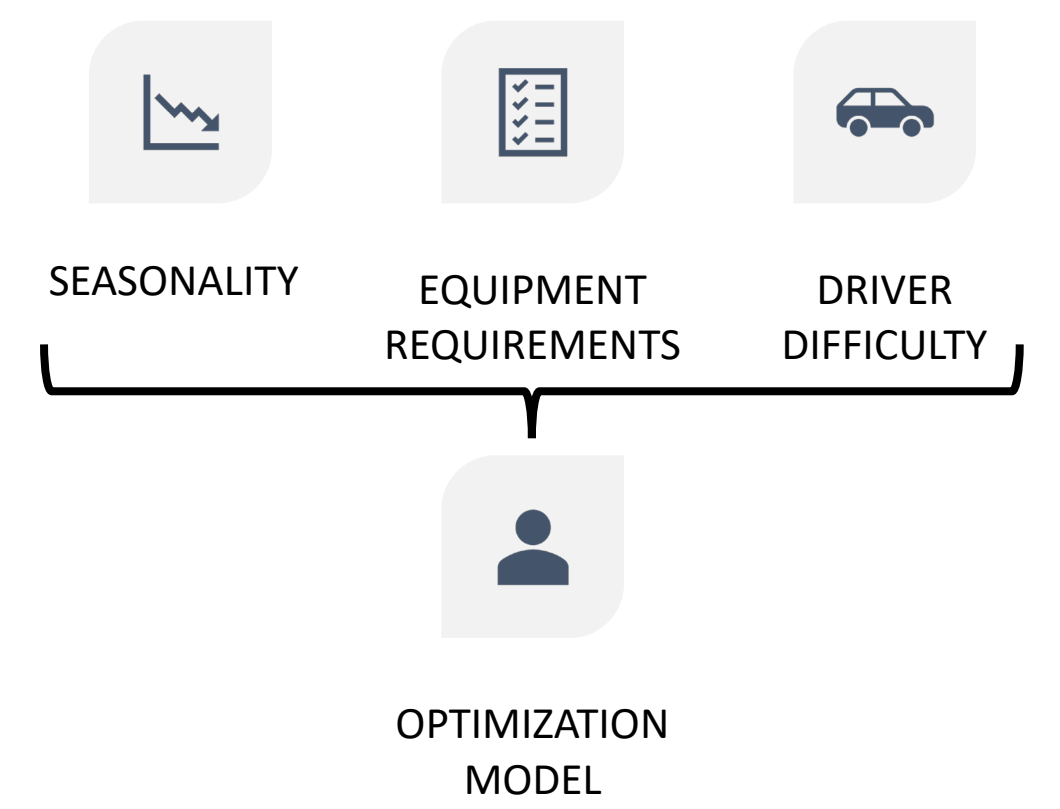 SEASONALITY
EQUIPMENT
REQUIREMENTS
DRIVER
DIFFICULTY
OPTIMIZATION
MODEL